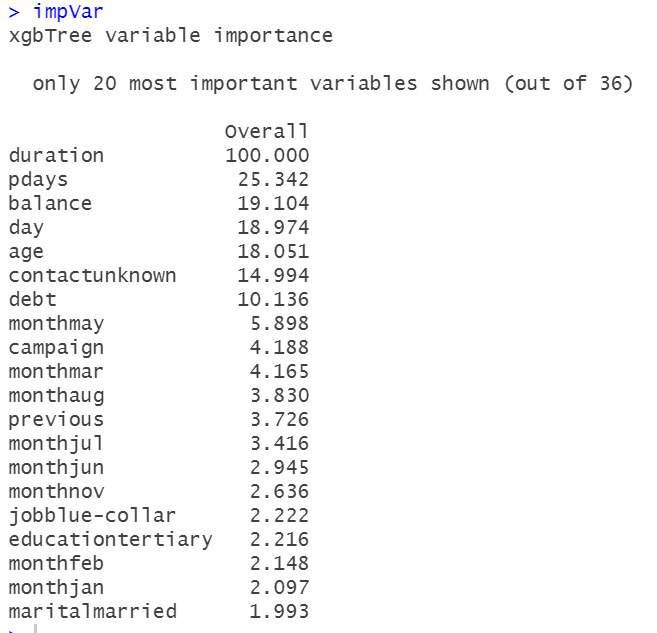 > impVar
xgbTree variable importance
only 20 most important variables shown (out of 36)
Overall
duration 100.000
pdays 25.342
balance 19.104
day 18.974
age 18.051
contactunknown 14.994
debt 10.136
monthmay 5.898
campaign 4.188
monthmar 4.165
monthaug 3.830
previous 3.726
monthjul 3.416
monthjun 2.945
monthnov 2.636
jobblue-collar 2.222
educationtertiary 2.216
monthfeb 2.148
monthjan 2.097
maritalmarried 1.993
>